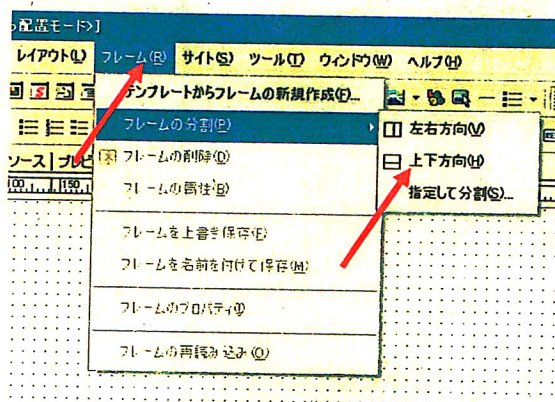 配置モード>]
レイアウト(L) フレーム(R) サイト(S) ツール(T) ウィンドウ(W) ヘルプ(H)
テンプレートからフレームの新規作成(F)...
フレームの分割(P)
左右方向(V)
ソース
フレームの削除(D)
上下方向(H)
100 150
フレームの属性(B)
指定して分割(S)...
フレームを上書き保存(E)
フレームを名前を付けて保存(M)
フレームのプロパティ(I)
フレームの再読み込み(O)